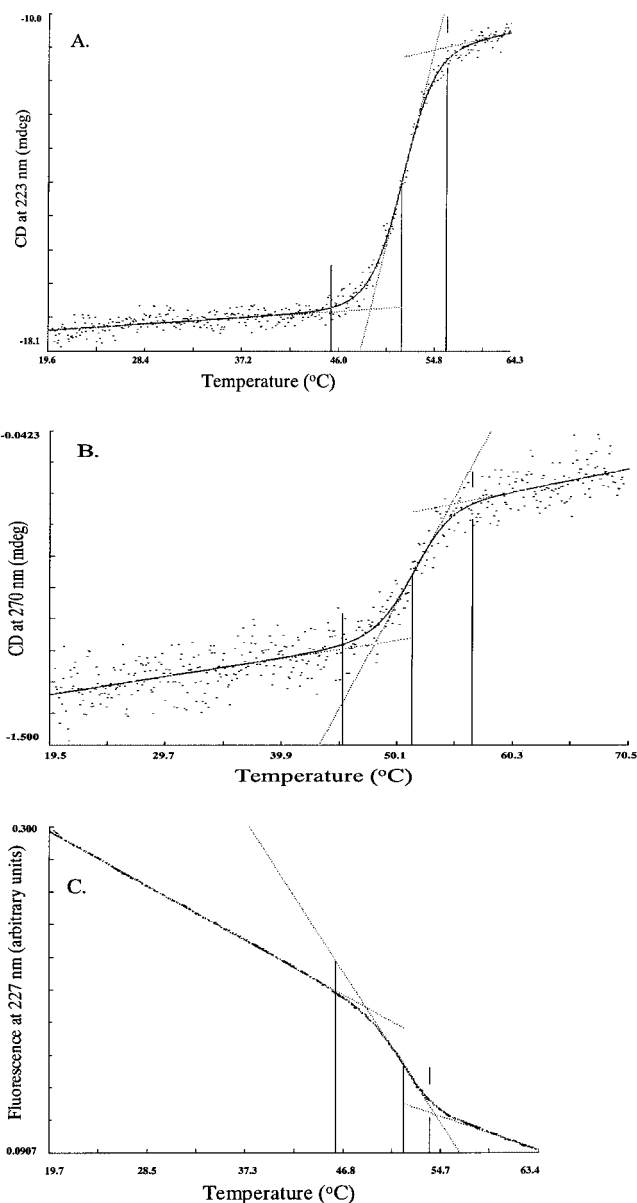 -10.0
A.
CD at 223 nm (mdeg)
-18.1
19.6 28.4 37.2 46.0 54.8 64.3
Temperature (°C)
-0.0423
B.
CD at 270 nm (mdeg)
-1.500
19.5 29.7 39.9 50.1 60.3 70.5
Temperature (°C)
0.300
C.
Fluorescence at 227 nm (arbitrary units)
0.0907
19.7 28.5 37.3 46.8 54.7 63.4
Temperature (°C)